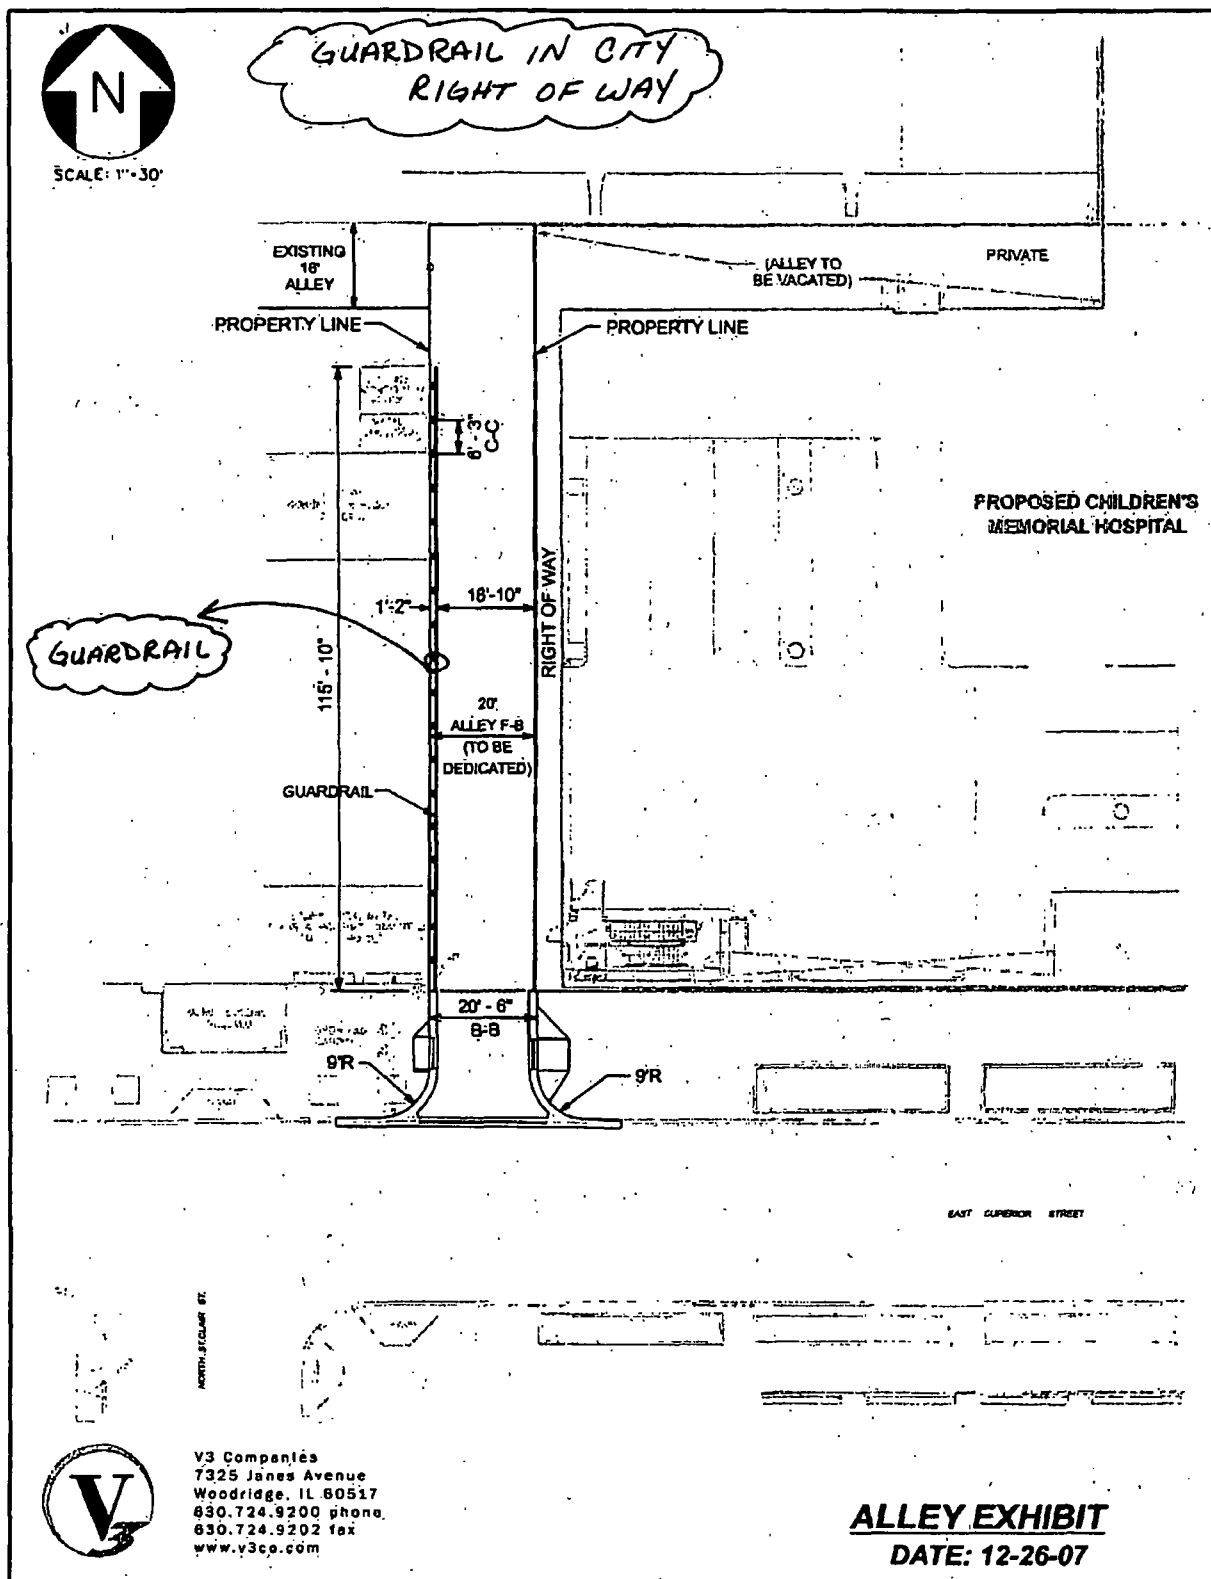 GUARDRAIL IN CITY
RIGHT OF WAY
N
SCALE: 1"=30'
EXISTING
16'
ALLEY
(ALLEY TO
BE VACATED)
PRIVATE
PROPERTY LINE
PROPERTY LINE
6' - 3"
C-C
PROPOSED CHILDREN'S
MEMORIAL HOSPITAL
RIGHT OF WAY
1'-2"
18'-10"
GUARDRAIL
115' - 10"
20'
ALLEY F-B
(TO BE
DEDICATED)
GUARDRAIL
20' - 6"
B-B
9'R
9'R
EAST SUPERIOR STREET
NORTH ST.CLAIR ST.
V3
V3 Companies
7325 Janes Avenue
Woodridge, IL 60517
630.724.9200 phone
630.724.9202 fax
www.v3co.com
ALLEY EXHIBIT
DATE: 12-26-07